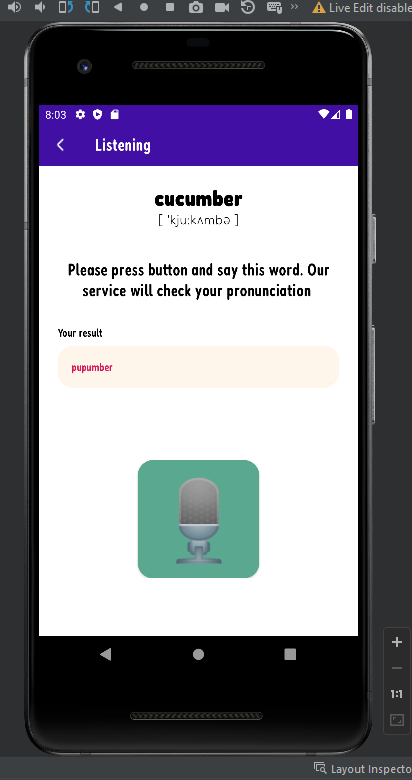 Live Edit disable
8:03
Listening
cucumber
[ 'kju:kʌmbə ]
Please press button and say this word. Our
service will check your pronunciation
Your result
pupumber
1:1
Layout Inspecto